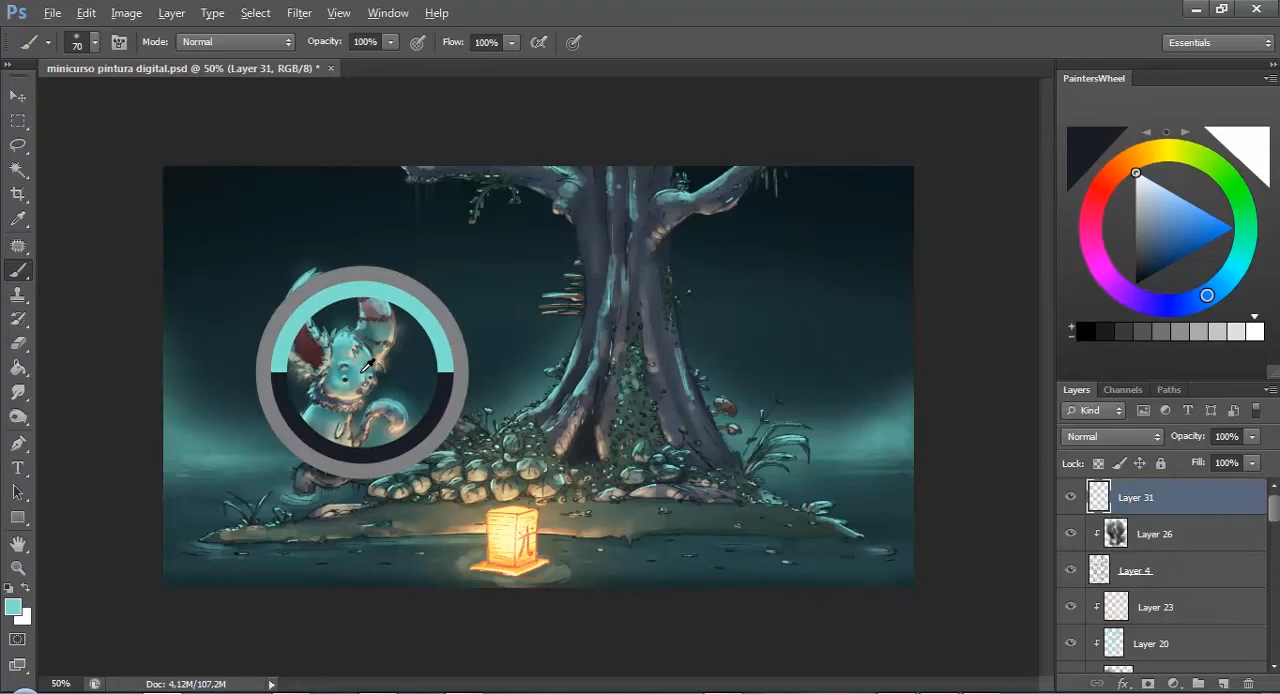 Ps File Edit Image Layer Type Select Filter View Window Help
70 Mode: Normal Opacity: 100% Flow: 100% Essentials
minicurso pintura digital.psd @ 50% (Layer 31, RGB/8) * ×
PaintersWheel
Layers Channels Paths
Kind
Normal Opacity: 100%
Lock: Fill: 100%
Layer 31
Layer 26
Layer 4
Layer 23
Layer 20
光
50% Doc: 4,12M/107,2M